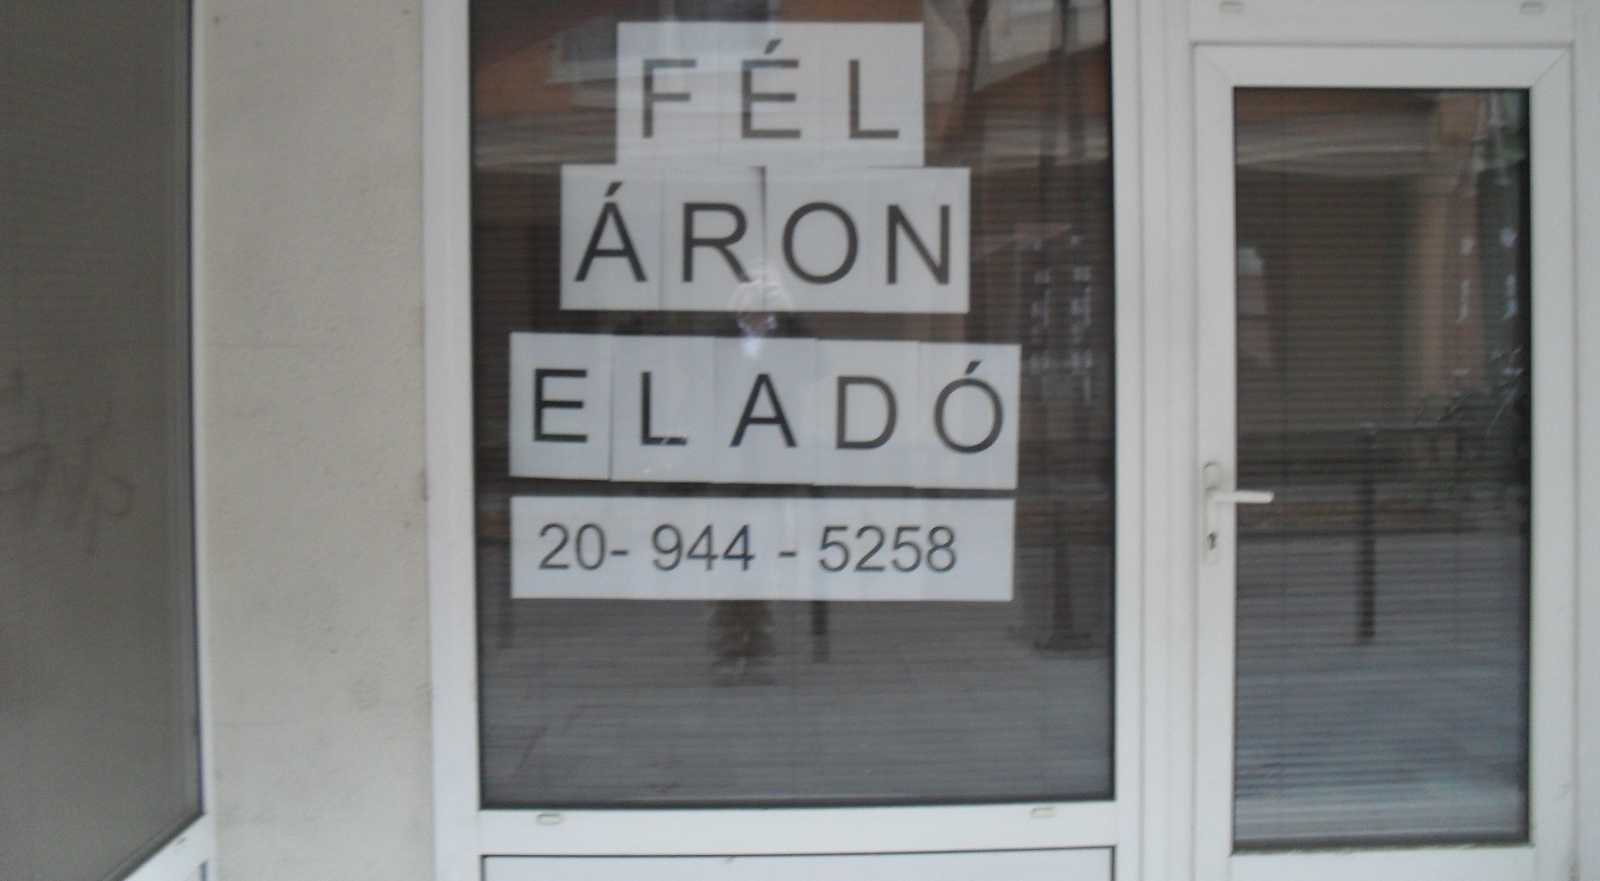 FÉL
ÁRON
ELADÓ
20- 944 - 5258